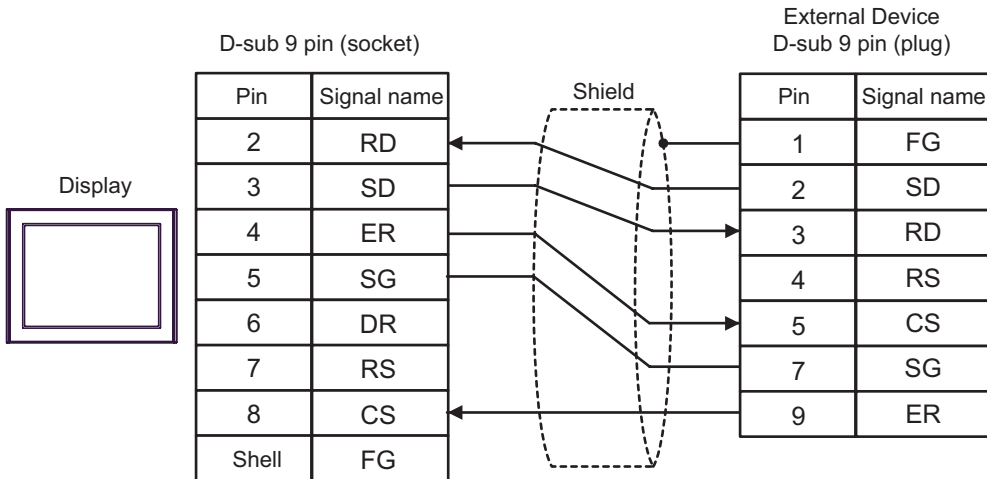 External Device
D-sub 9 pin (socket)
D-sub 9 pin (plug)
Display
Shield
Pin Signal name
2 RD
3 SD
4 ER
5 SG
6 DR
7 RS
8 CS
Shell FG
Pin Signal name
1 FG
2 SD
3 RD
4 RS
5 CS
7 SG
9 ER